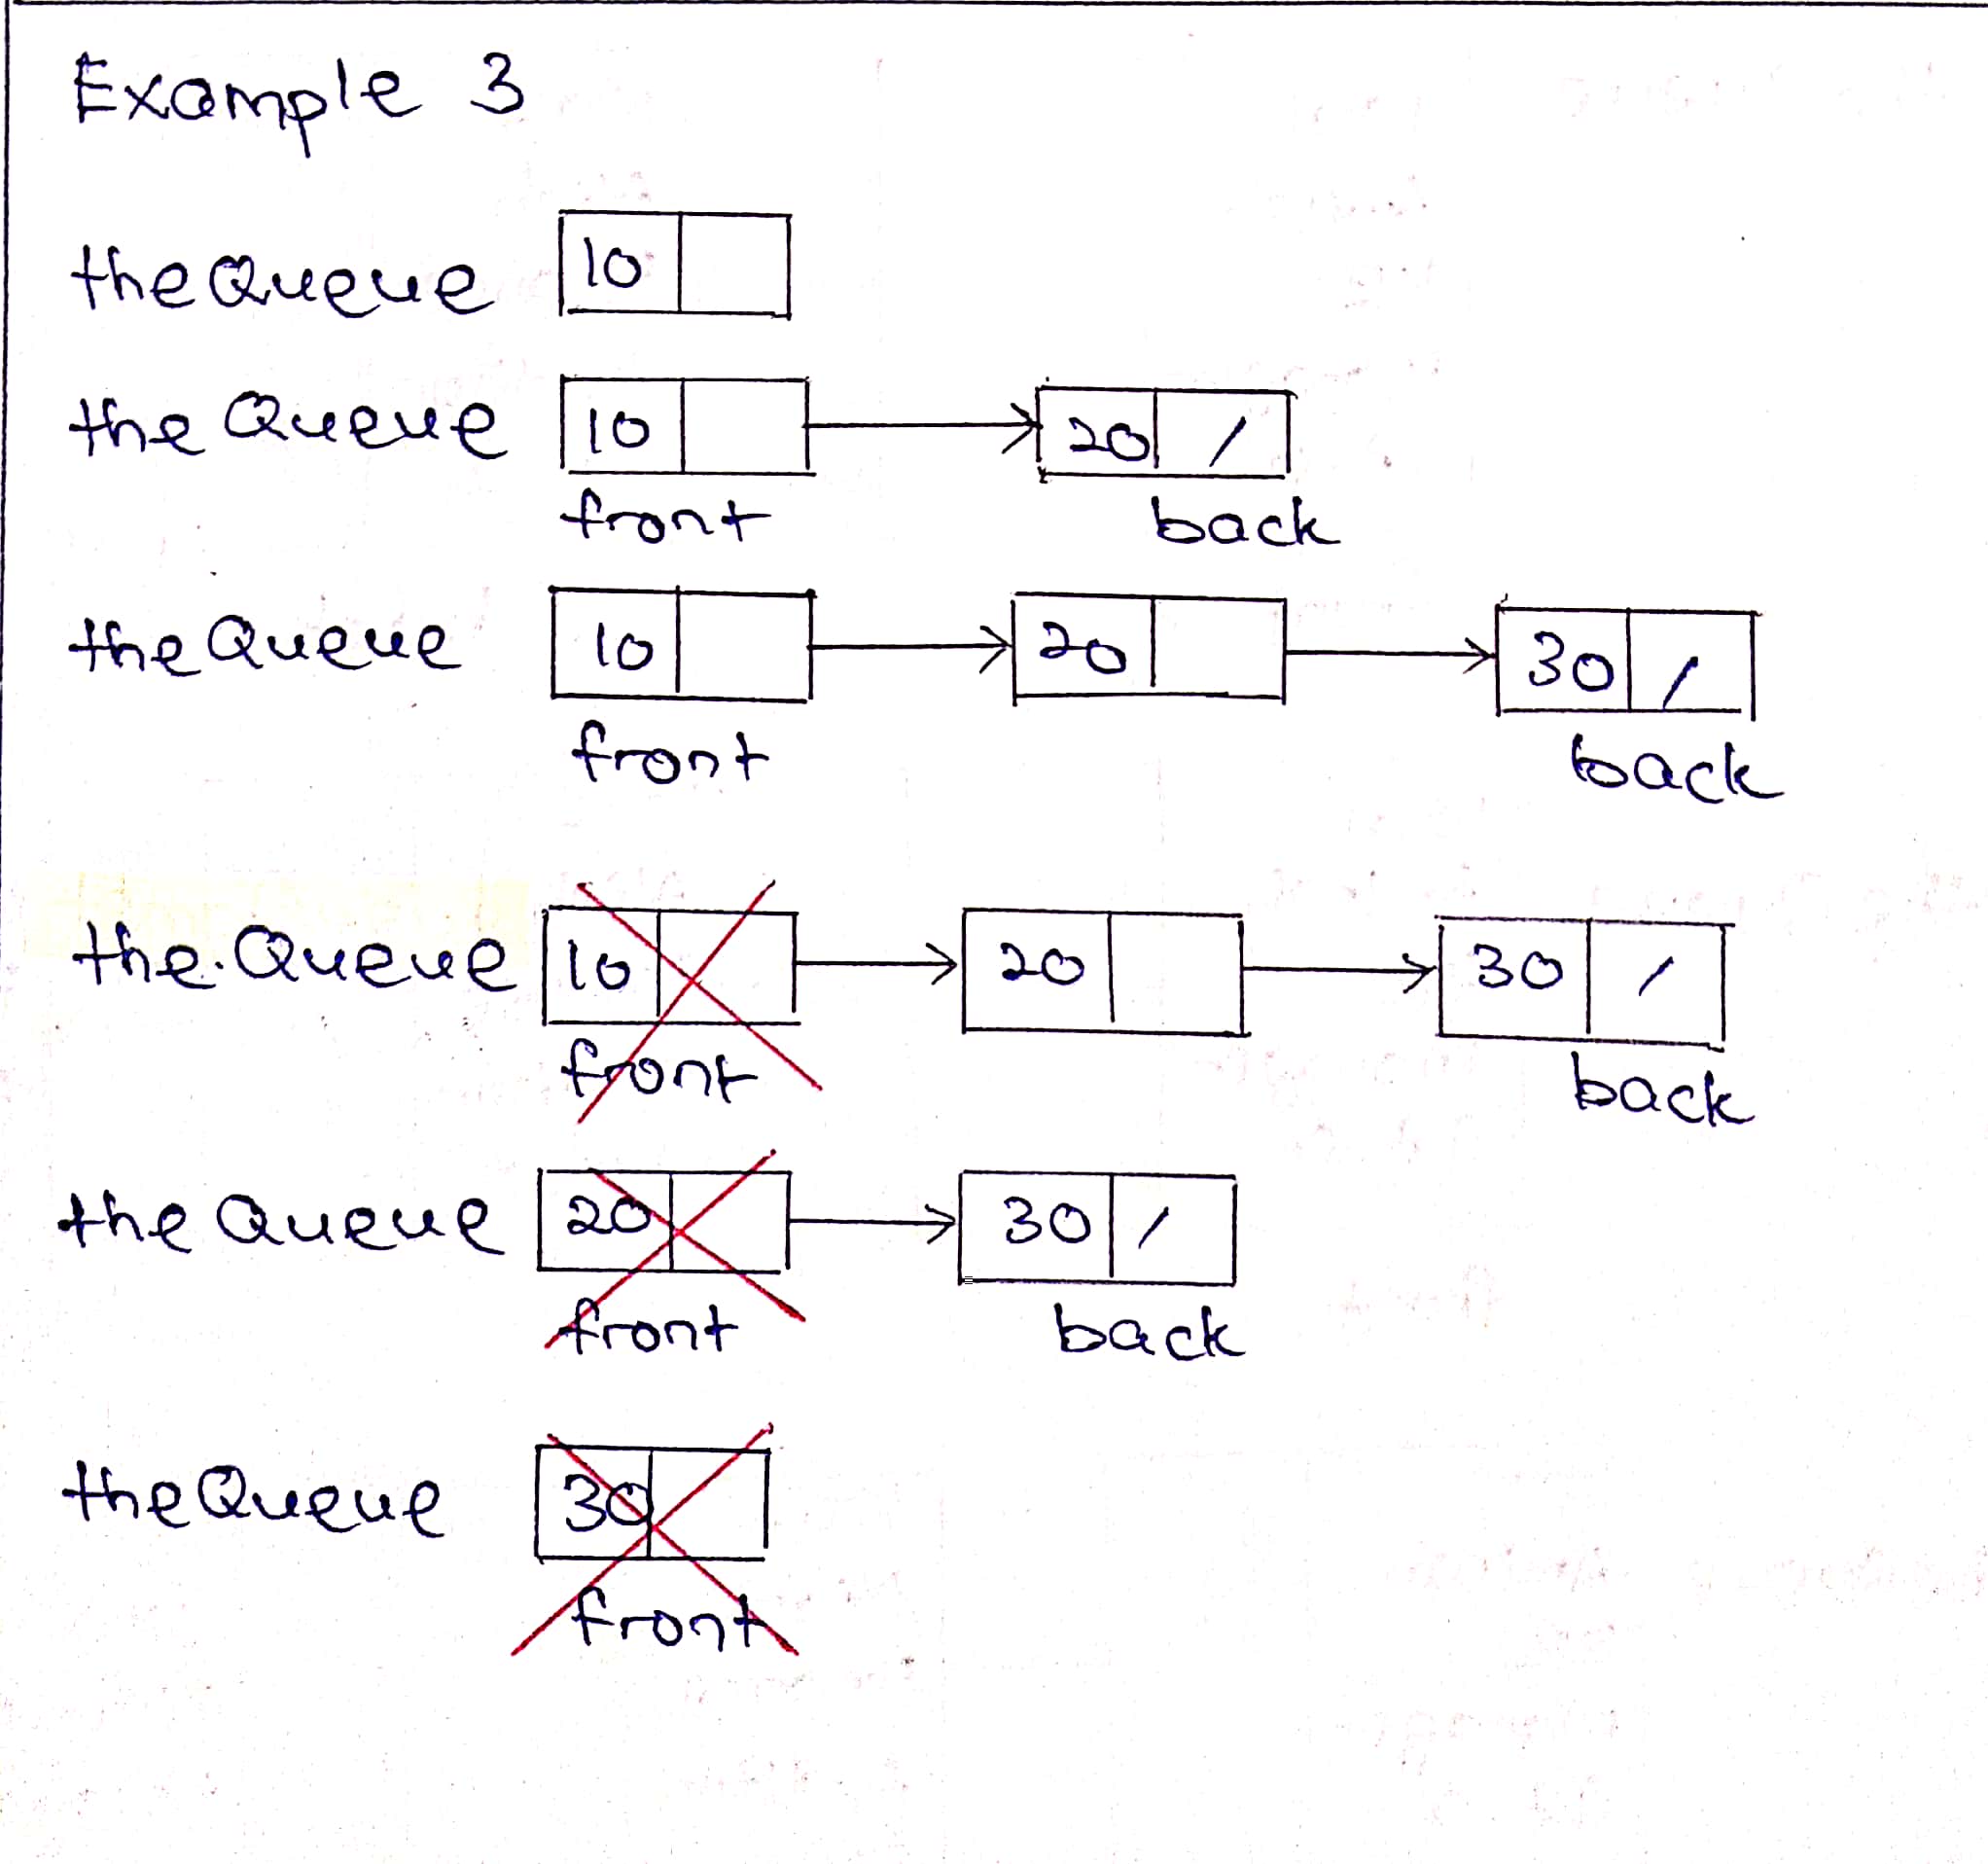 Example 3
theQueue 10
the Queue 10 20 /
front back
theQueue 10 20 30 /
front back
the.Queue 10 20 30 /
front back
the Queue 20 30 /
front back
theQueue 30
front